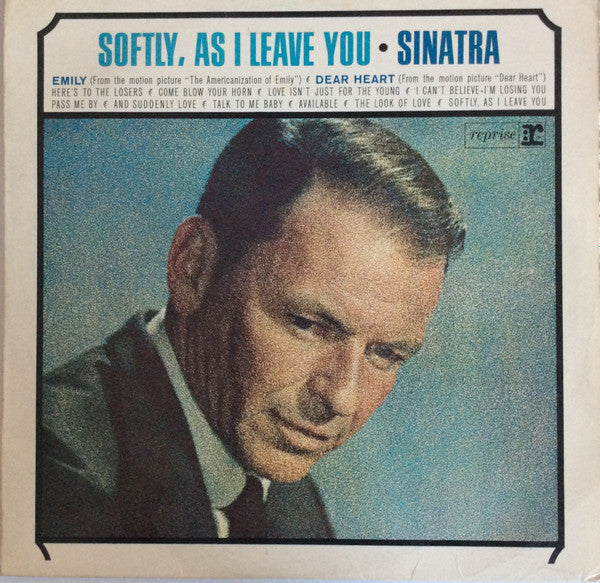 SOFTLY, AS I LEAVE YOU • SINATRA
EMILY (From the motion picture "The Americanization of Emily") • DEAR HEART (From the motion picture "Dear Heart")
HERE'S TO THE LOSERS • COME BLOW YOUR HORN • LOVE ISN'T JUST FOR THE YOUNG • I CAN'T BELIEVE-I'M LOSING YOU
PASS ME BY • AND SUDDENLY LOVE • TALK TO ME BABY • AVAILABLE • THE LOOK OF LOVE • SOFTLY, AS I LEAVE YOU
reprise R